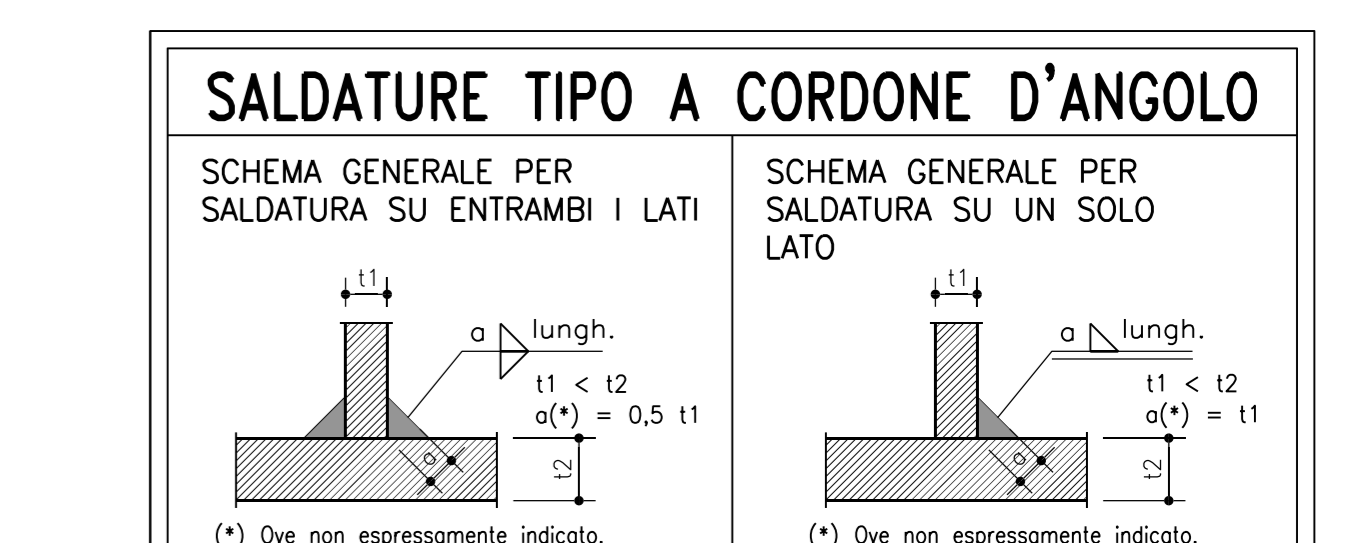 SALDATURE TIPO A CORDONE D'ANGOLO
SCHEMA GENERALE PER
SALDATURA SU ENTRAMBI I LATI
t1
a lungh.
t1 < t2
a(*) = 0,5 t1
a
t2
(*) Ove non espressamente indicato.
SCHEMA GENERALE PER
SALDATURA SU UN SOLO
LATO
t1
a lungh.
t1 < t2
a(*) = t1
a
t2
(*) Ove non espressamente indicato.